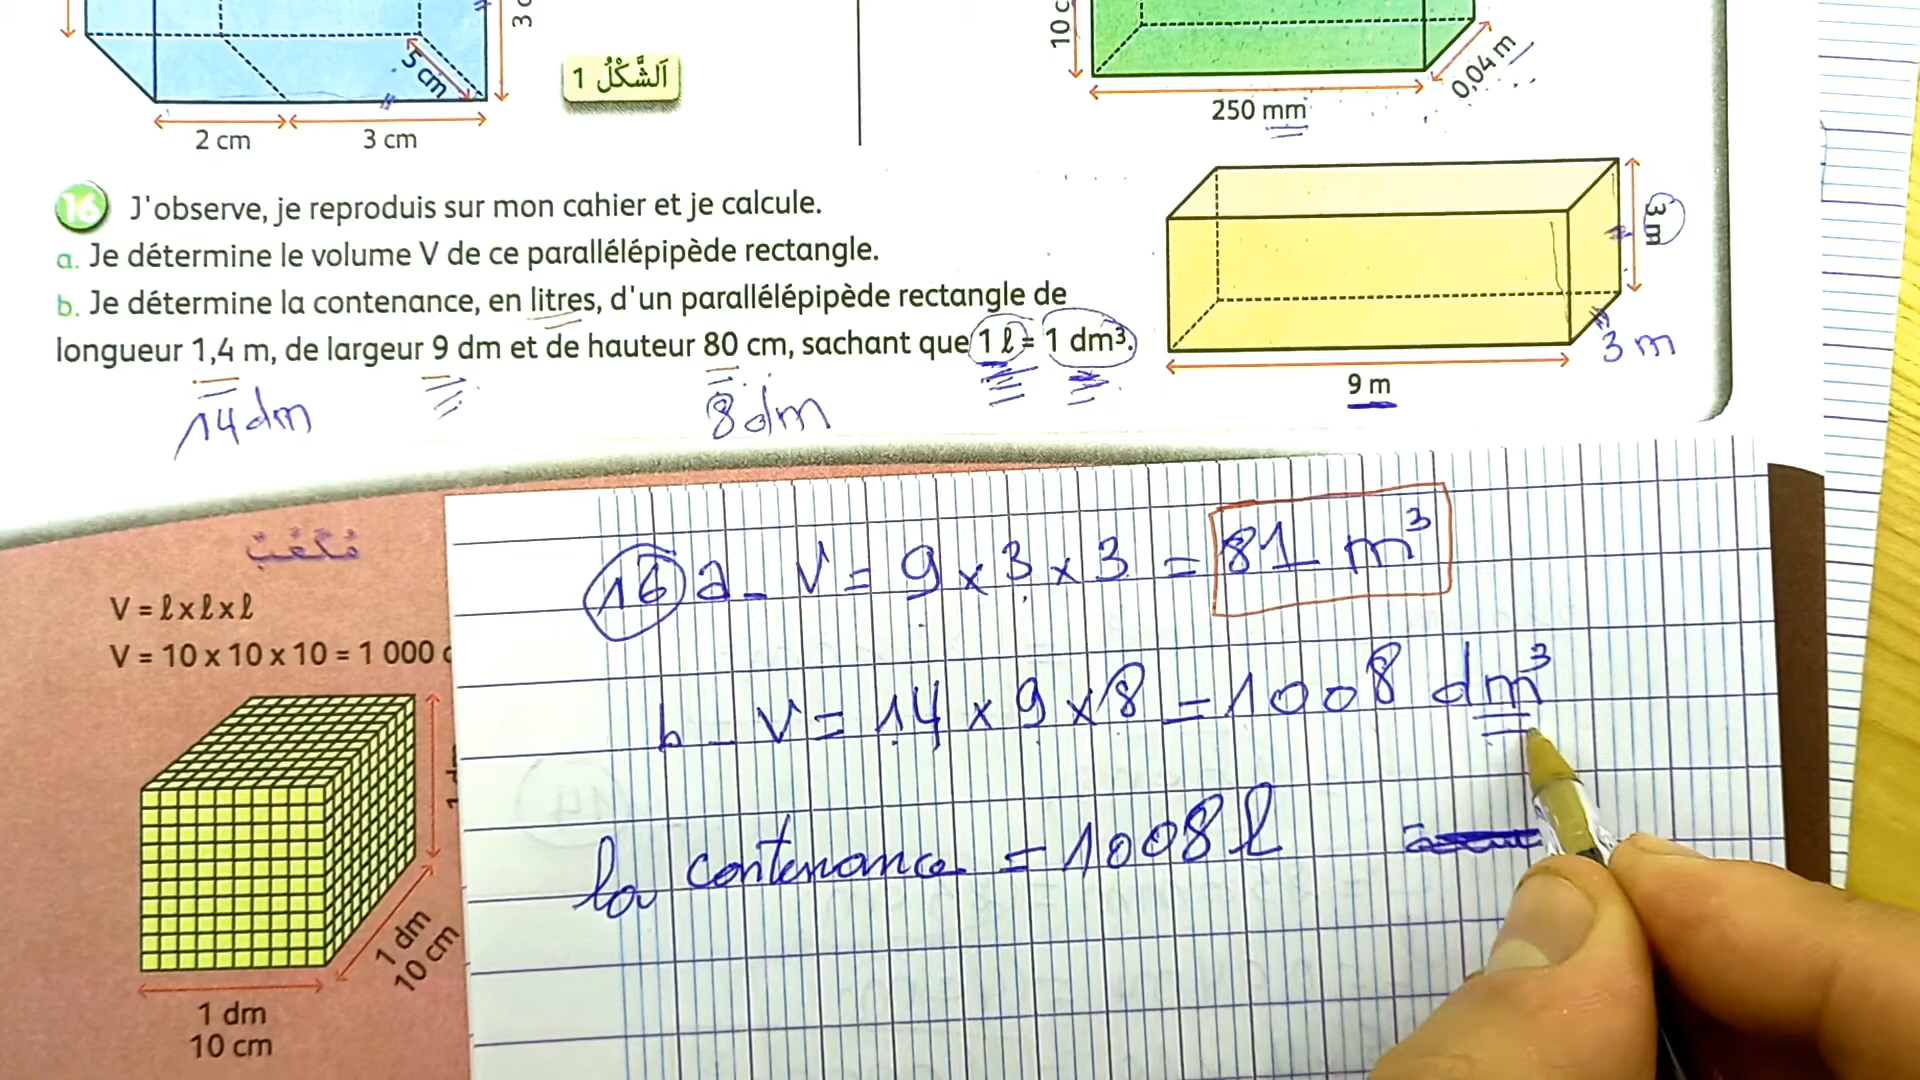 5 cm
3 c
2 cm
3 cm
اَلشَّكْلُ 1
10 c
250 mm
0,04 m
16 J'observe, je reproduis sur mon cahier et je calcule.
a. Je détermine le volume V de ce parallélépipède rectangle.
b. Je détermine la contenance, en litres, d'un parallélépipède rectangle de
longueur 1,4 m, de largeur 9 dm et de hauteur 80 cm, sachant que 1 ℓ = 1 dm³.
14 dm
8 dm
3 m
3 m
9 m
مُكَعَّبٌ
V = ℓ x ℓ x ℓ
V = 10 x 10 x 10 = 1 000 c
1 dm
1 dm
10 cm
1 dm
10 cm
16 a_ V = 9 x 3 x 3 = 81 m³
b_ V = 14 x 9 x 8 = 1008 dm³
la contenance = 1008 ℓ